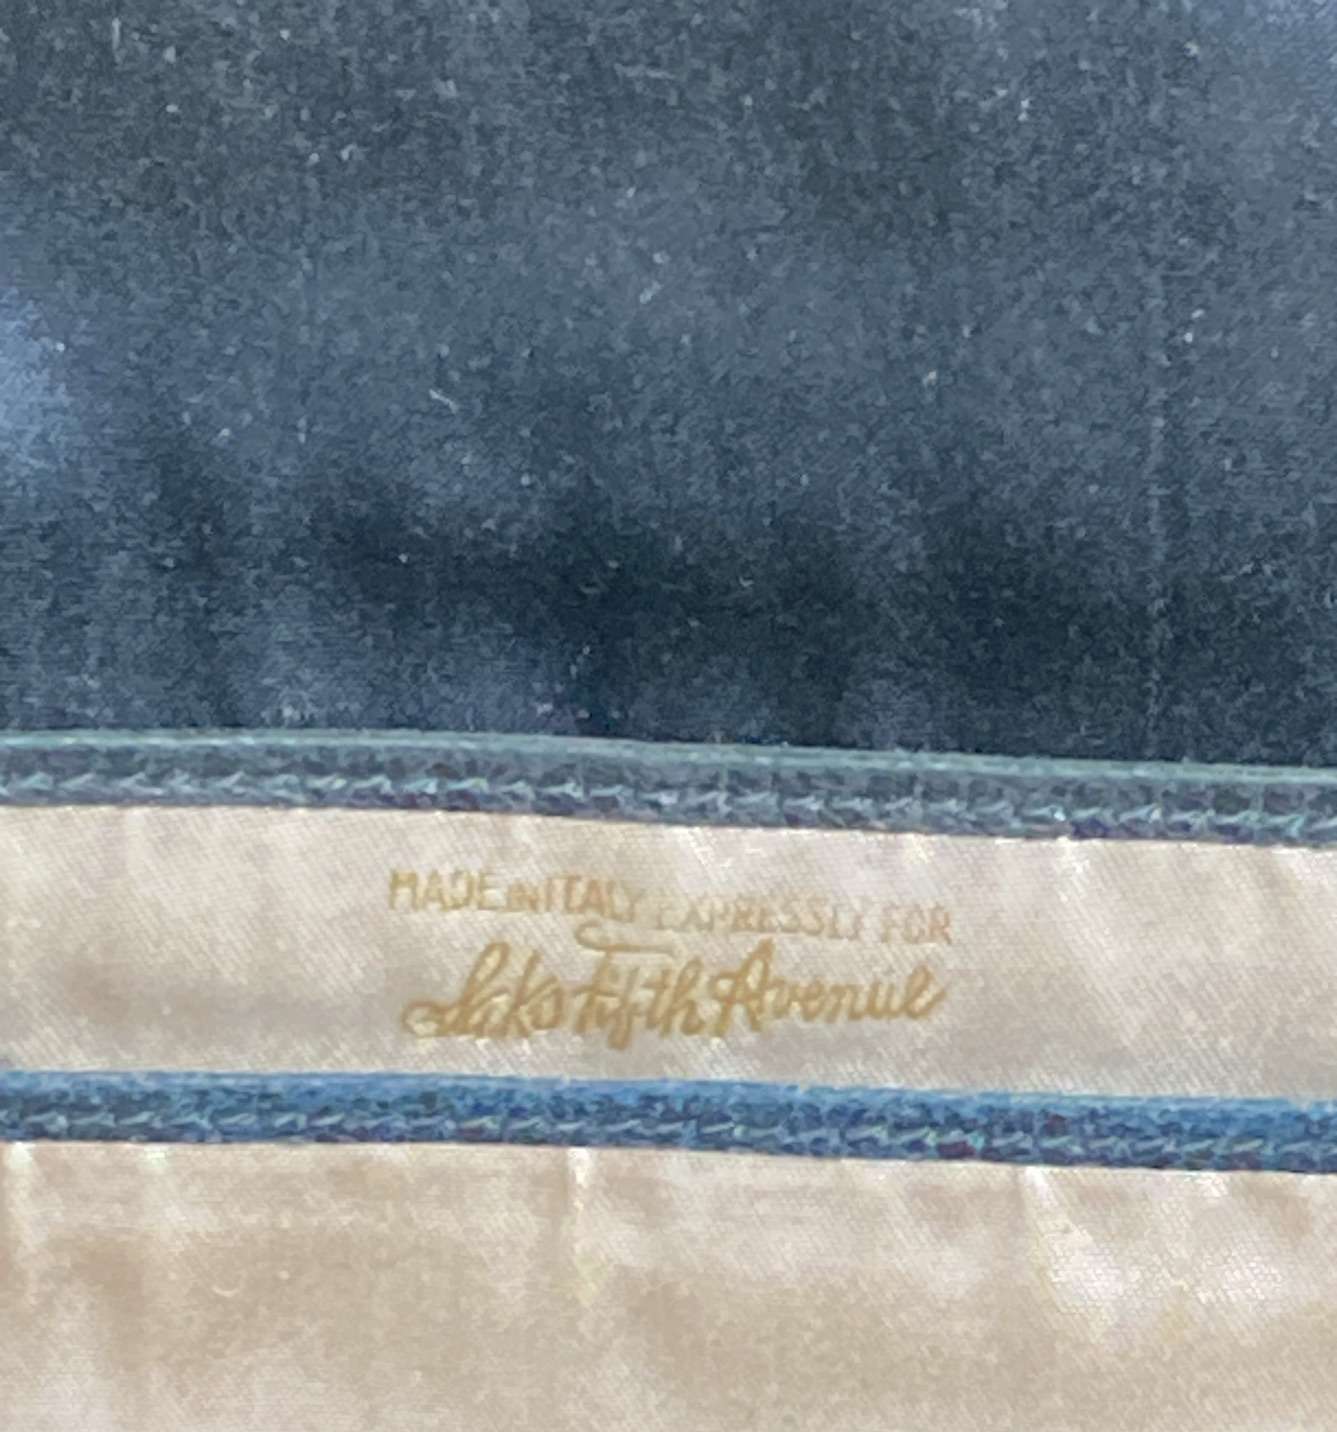 MADE IN ITALY EXPRESSLY FOR
Saks Fifth Avenue